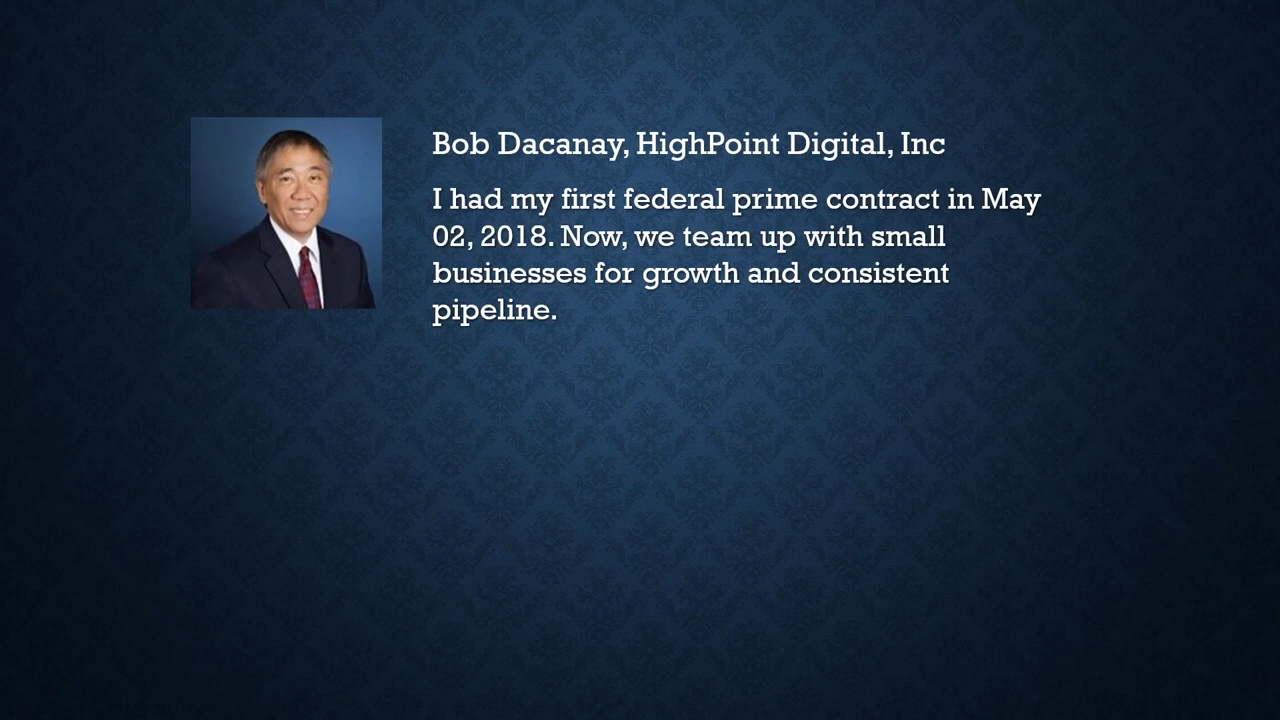 Bob Dacanay, HighPoint Digital, Inc
I had my first federal prime contract in May
02, 2018. Now, we team up with small
businesses for growth and consistent
pipeline.